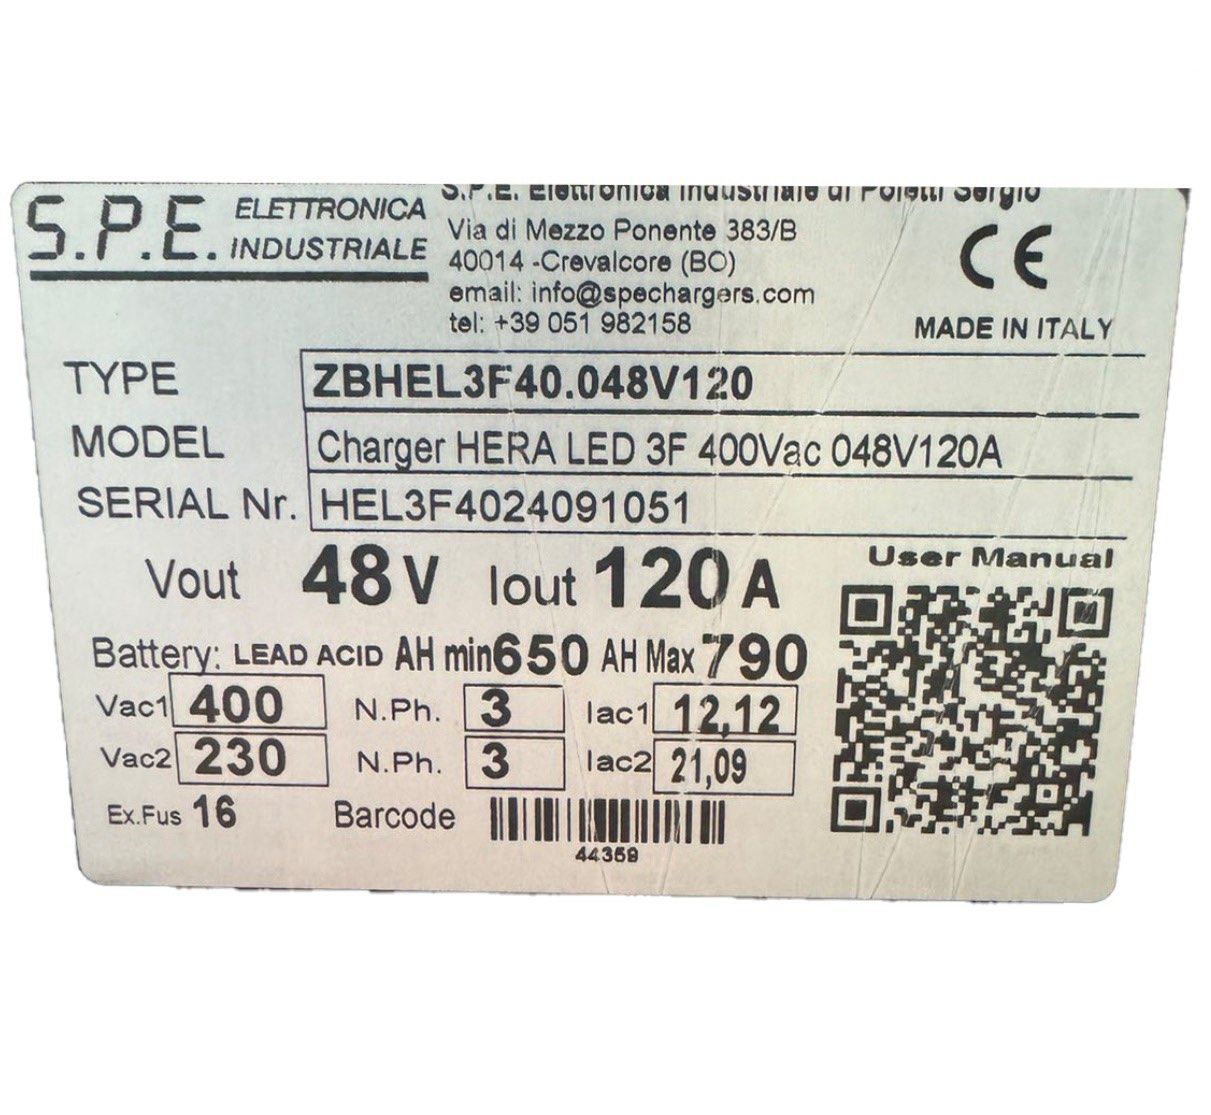 S.P.E. ELETTRONICA INDUSTRIALE
S.P.E. Elettronica Industriale di Poletti Sergio
Via di Mezzo Ponente 383/B
40014 -Crevalcore (BO)
email: info@spechargers.com
tel: +39 051 982158
CE
MADE IN ITALY
TYPE ZBHEL3F40.048V120
MODEL Charger HERA LED 3F 400Vac 048V120A
SERIAL Nr. HEL3F4024091051
Vout 48V Iout 120A
User Manual
Battery: LEAD ACID AH min 650 AH Max 790
Vac1 400 N.Ph. 3 Iac1 12,12
Vac2 230 N.Ph. 3 Iac2 21,09
Ex.Fus 16 Barcode
44359